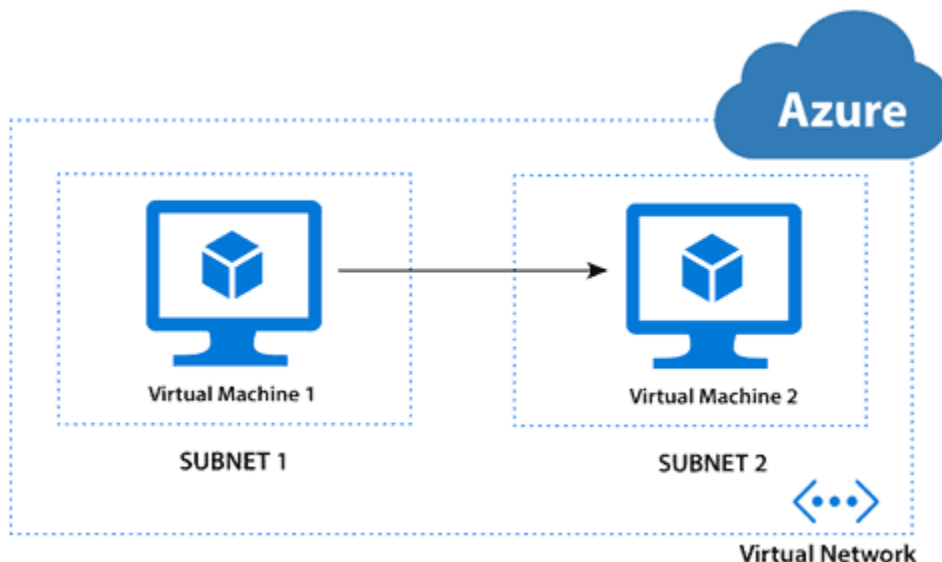 Azure
Virtual Machine 1
Virtual Machine 2
SUBNET 1
SUBNET 2
Virtual Network